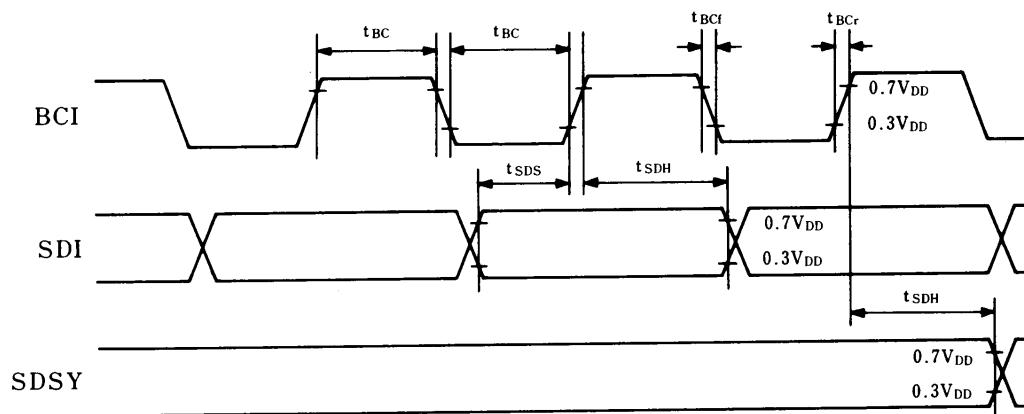 tBC tBC tBCf tBCr
BCI
0.7VDD
0.3VDD
tSDS tSDH
SDI
0.7VDD
0.3VDD
tSDH
SDSY
0.7VDD
0.3VDD